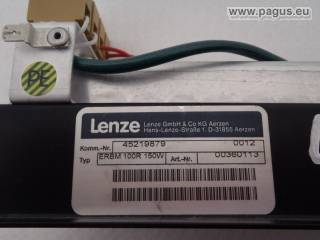 www.pagus.eu
PE
Lenze
Lenze GmbH & Co KG Aerzen
Hans-Lenze-Straße 1, D-31855 Aerzen
Komm.-Nr. 45219879 0012
Typ ERBM 100R 150W Art.-Nr. 00360113